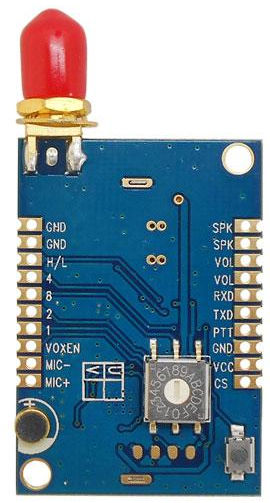 GND
GND
H/L
4
8
2
1
VOXEN
MIC-
MIC+
SPK
SPK
VOL
VOL
RXD
TXD
PTT
GND
VCC
CS
V U
0123456789ABCDEF
+